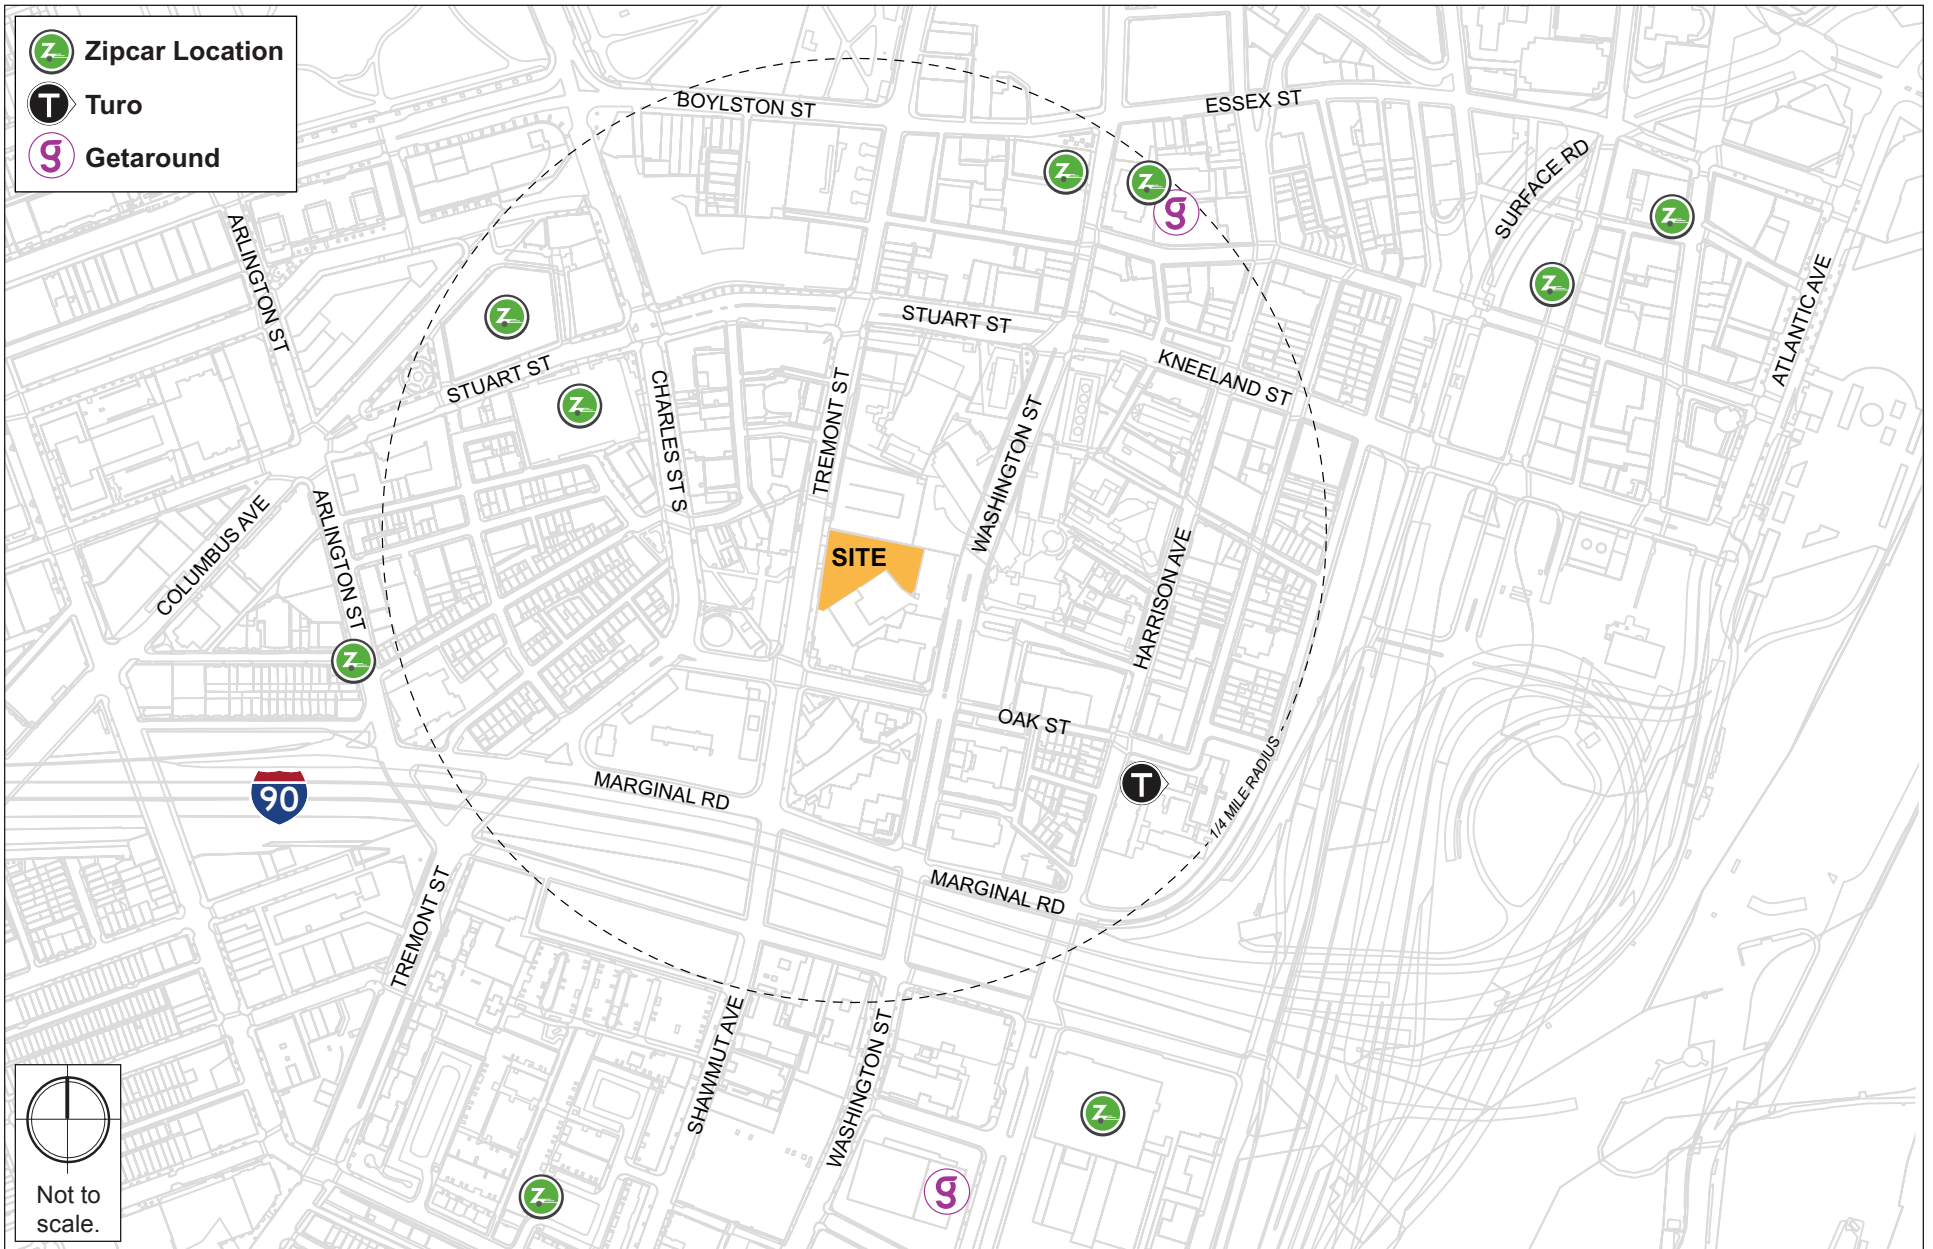 Zipcar Location
T
Turo
g
Getaround
BOYLSTON ST
ESSEX ST
SURFACE RD
ARLINGTON ST
ATLANTIC AVE
STUART ST
STUART ST
KNEELAND ST
CHARLES ST S
TREMONT ST
WASHINGTON ST
COLUMBUS AVE
ARLINGTON ST
SITE
HARRISON AVE
OAK ST
T
1/4 MILE RADIUS
90
MARGINAL RD
MARGINAL RD
TREMONT ST
SHAWMUT AVE
WASHINGTON ST
Not to
scale.